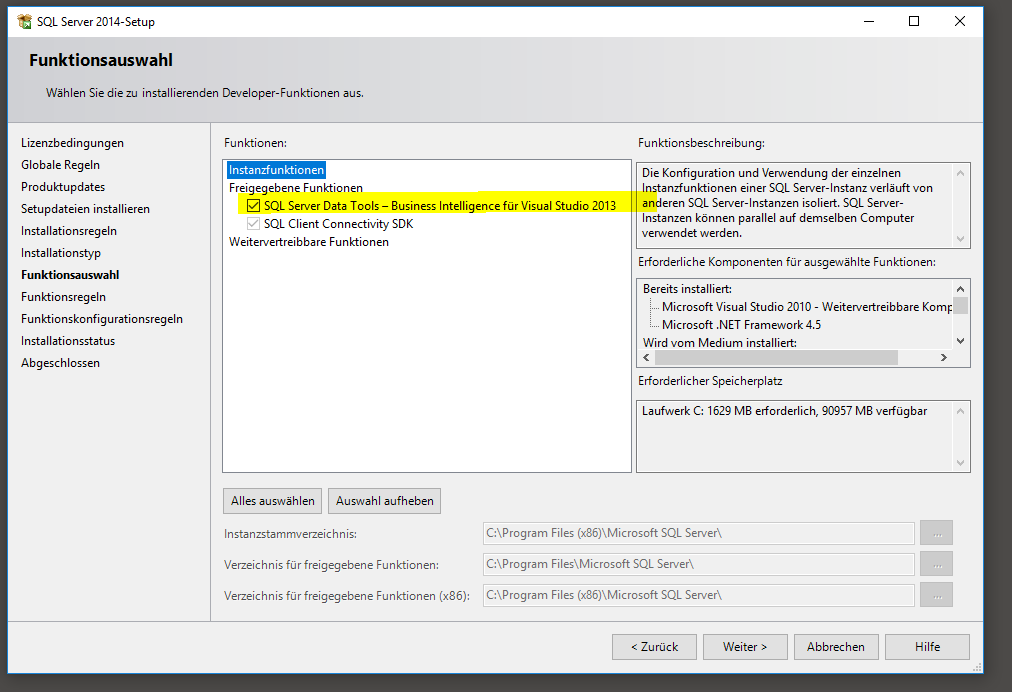 SQL Server 2014-Setup
Funktionsauswahl
Wählen Sie die zu installierenden Developer-Funktionen aus.
Lizenzbedingungen
Globale Regeln
Produktupdates
Setupdateien installieren
Installationsregeln
Installationstyp
Funktionsauswahl
Funktionsregeln
Funktionskonfigurationsregeln
Installationsstatus
Abgeschlossen
Funktionen:
Instanzfunktionen
Freigegebene Funktionen
SQL Server Data Tools – Business Intelligence für Visual Studio 2013
SQL Client Connectivity SDK
Weitervertreibbare Funktionen
Funktionsbeschreibung:
Die Konfiguration und Verwendung der einzelnen
Instanzfunktionen einer SQL Server-Instanz verläuft von
anderen SQL Server-Instanzen isoliert. SQL Server-
Instanzen können parallel auf demselben Computer
verwendet werden.
Erforderliche Komponenten für ausgewählte Funktionen:
Bereits installiert:
Microsoft Visual Studio 2010 - Weitervertreibbare Komp
Microsoft .NET Framework 4.5
Wird vom Medium installiert:
Erforderlicher Speicherplatz
Laufwerk C: 1629 MB erforderlich, 90957 MB verfügbar
Alles auswählen
Auswahl aufheben
Instanzstammverzeichnis:
C:\Program Files (x86)\Microsoft SQL Server\
...
Verzeichnis für freigegebene Funktionen:
C:\Program Files\Microsoft SQL Server\
...
Verzeichnis für freigegebene Funktionen (x86):
C:\Program Files (x86)\Microsoft SQL Server\
...
< Zurück
Weiter >
Abbrechen
Hilfe